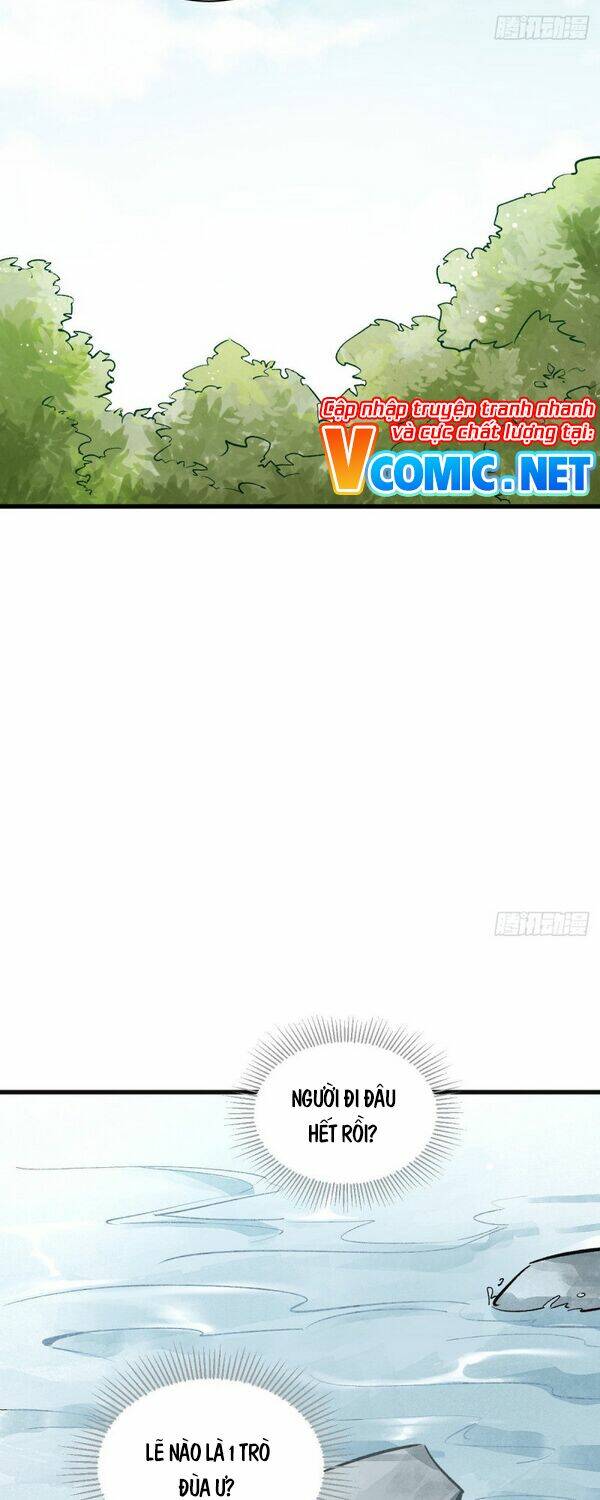 腾讯动漫
Cập nhập truyện tranh nhanh
và cực chất lượng tại:
VCOMIC.NET
腾讯动漫
NGƯỜI ĐI ĐÂU
HẾT RỒI?
LẼ NÀO LÀ 1 TRÒ
ĐÙA Ư?